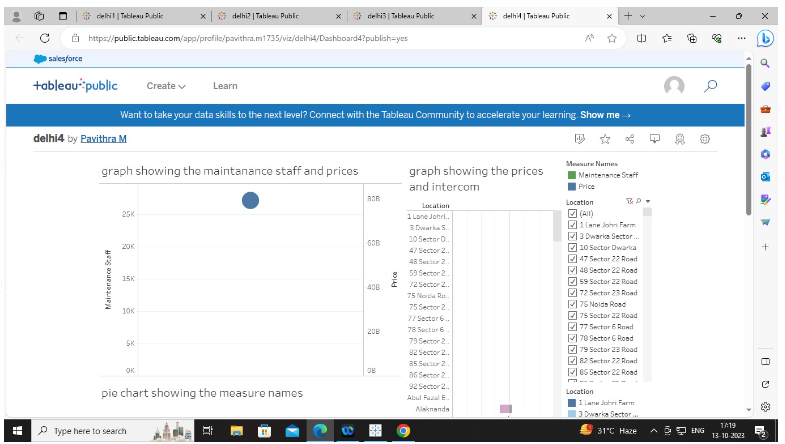 delhi1 | Tableau Public
delhi2 | Tableau Public
delhi3 | Tableau Public
delhi4 | Tableau Public
https://public.tableau.com/app/profile/pavithra.m1735/viz/delhi4/Dashboard4?publish=yes
salesforce
tableau public
Create
Learn
Want to take your data skills to the next level? Connect with the Tableau Community to accelerate your learning. Show me →
delhi4 by Pavithra M
graph showing the maintanance staff and prices
Maintenance Staff
25K
20K
15K
10K
5K
0K
80B
60B
40B
20B
0B
Price
graph showing the prices
and intercom
Location
1 Lane Johri..
3 Dwarka S..
10 Sector D..
47 Sector 2..
48 Sector 2..
59 Sector 2..
72 Sector 2..
75 Noida Ro..
75 Sector 2..
77 Sector 6 ..
78 Sector 6 ..
79 Sector 2..
82 Sector 2..
85 Sector 2..
86 Sector 2..
92 Sector 2..
Abul Fazal E..
Alaknanda
Measure Names
Maintenance Staff
Price
Location
(All)
1 Lane Johri Farm
3 Dwarka Sector ...
10 Sector Dwarka
47 Sector 22 Road
48 Sector 22 Road
59 Sector 22 Road
72 Sector 23 Road
75 Noida Road
75 Sector 22 Road
77 Sector 6 Road
78 Sector 6 Road
79 Sector 23 Road
82 Sector 22 Road
85 Sector 22 Road
Location
1 Lane Johri Farm
3 Dwarka Sector ...
pie chart showing the measure names
Type here to search
31°C Haze
ENG
17:19
13-10-2023
2